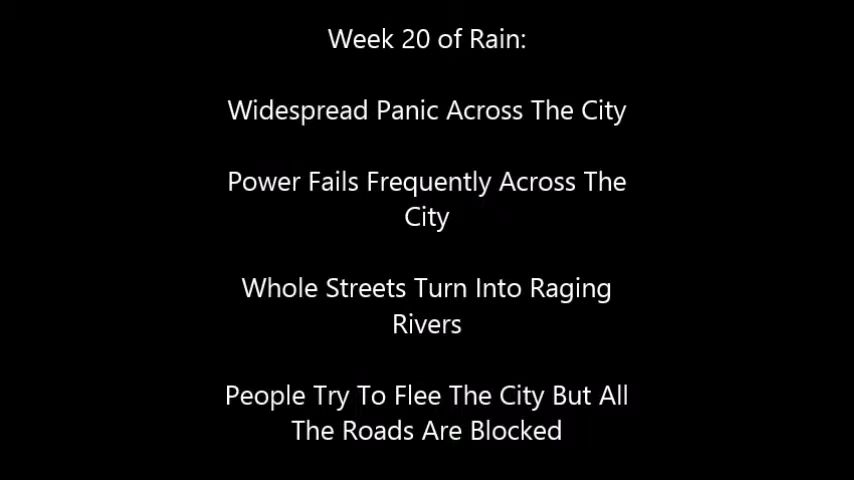 Week 20 of Rain:
Widespread Panic Across The City
Power Fails Frequently Across The
City
Whole Streets Turn Into Raging
Rivers
People Try To Flee The City But All
The Roads Are Blocked